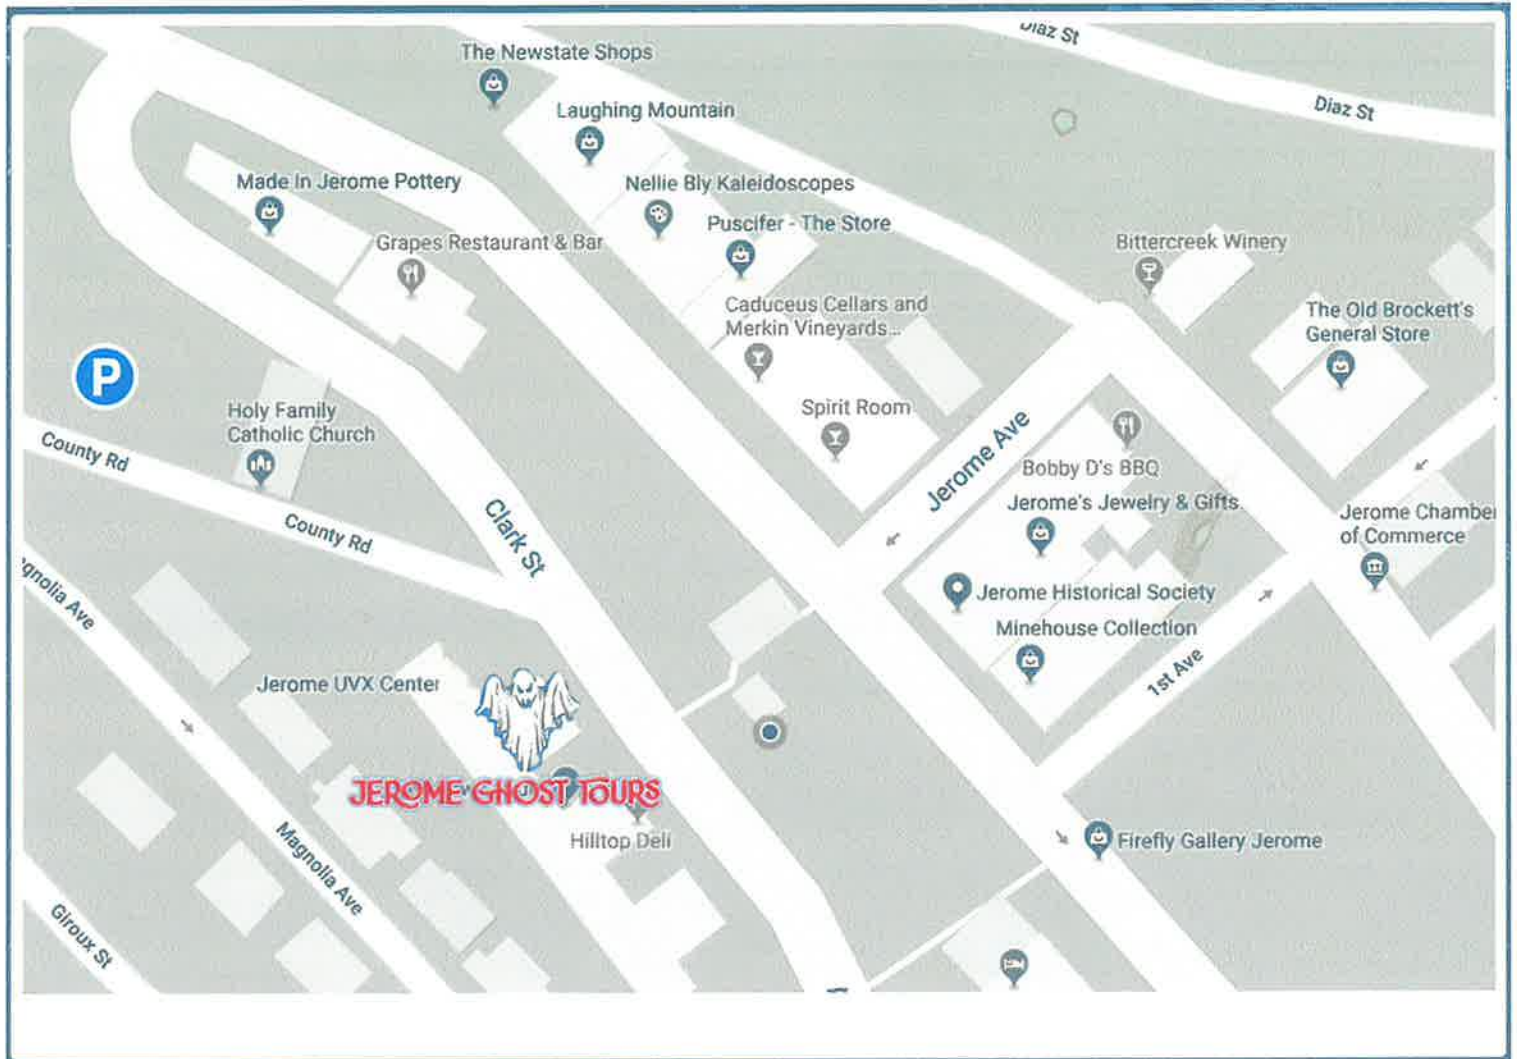 Diaz St
The Newstate Shops
Diaz St
Laughing Mountain
Made In Jerome Pottery
Nellie Bly Kaleidoscopes
Puscifer - The Store
Grapes Restaurant & Bar
Bittercreek Winery
Caduceus Cellars and
Merkin Vineyards...
The Old Brockett's
General Store
P
Holy Family
Catholic Church
Spirit Room
County Rd
Jerome Ave
Bobby D's BBQ
Jerome's Jewelry & Gifts
Clark St
County Rd
Jerome Chamber
of Commerce
gnolia Ave
Jerome Historical Society
Minehouse Collection
1st Ave
Jerome UVX Center
JEROME GHOST TOURS
Hilltop Deli
Firefly Gallery Jerome
Magnolia Ave
Giroux St